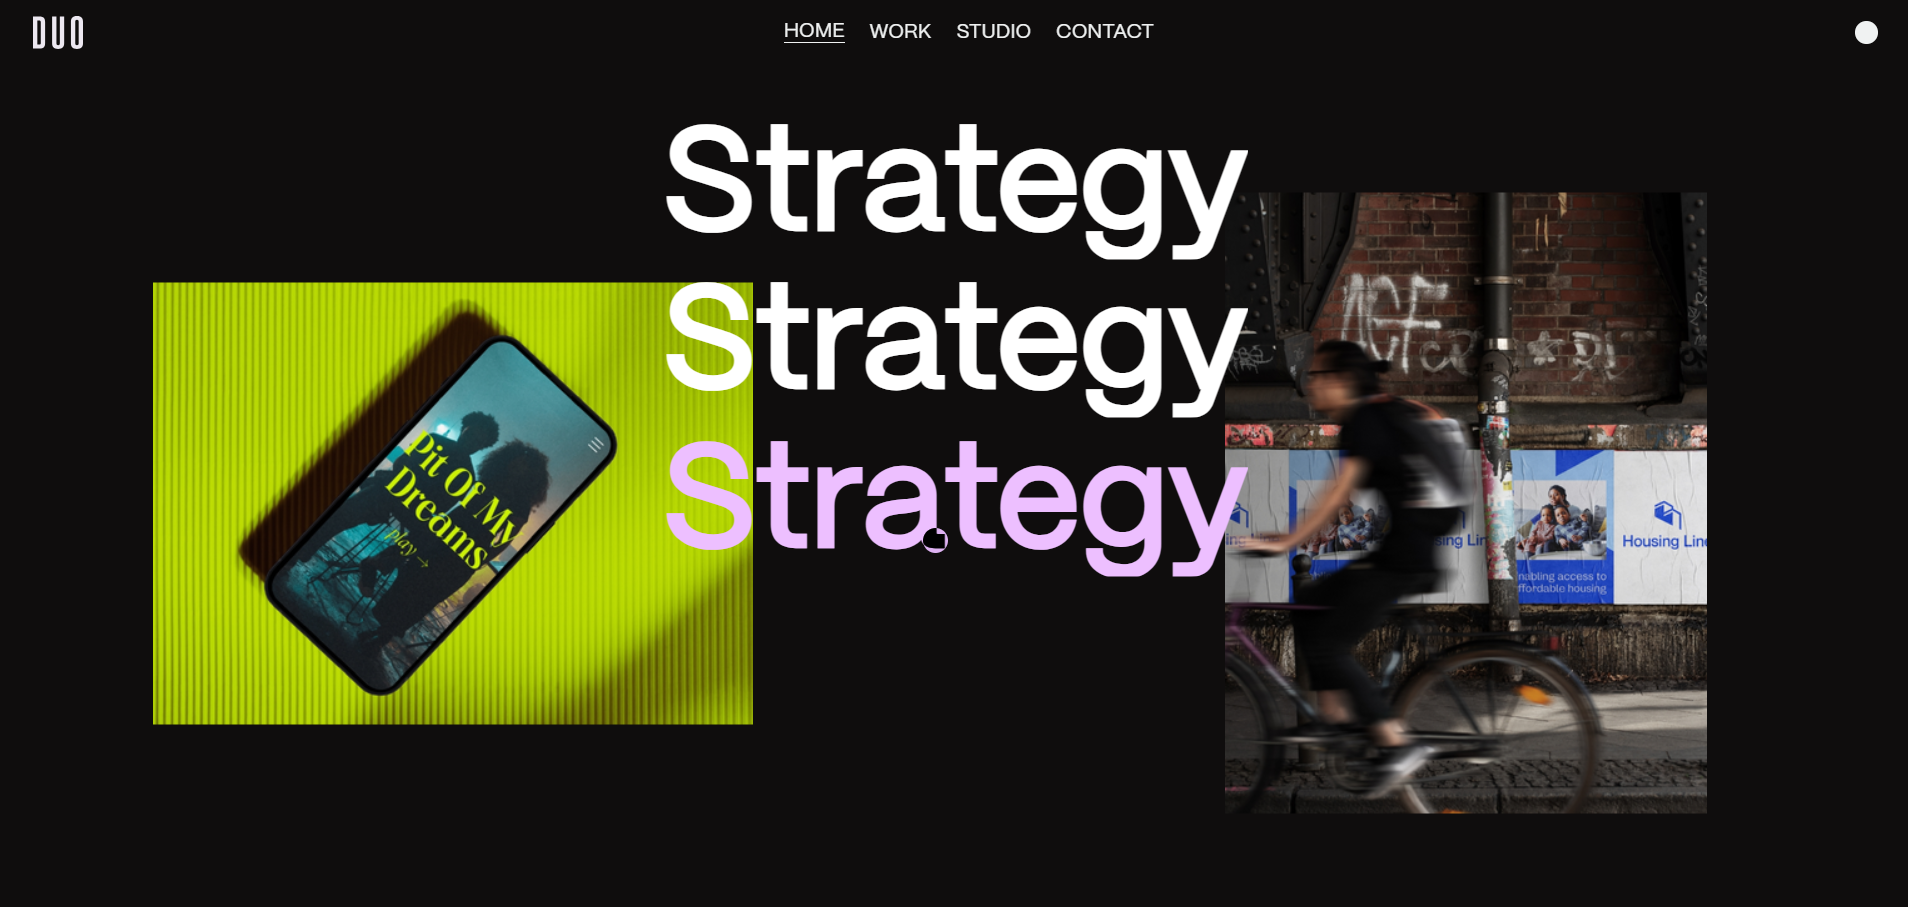 DUO
HOME WORK STUDIO CONTACT
Strategy
Strategy
Strategy
Pit Of My
Dreams
play →
Housing Line
nabling access to
ffordable housing